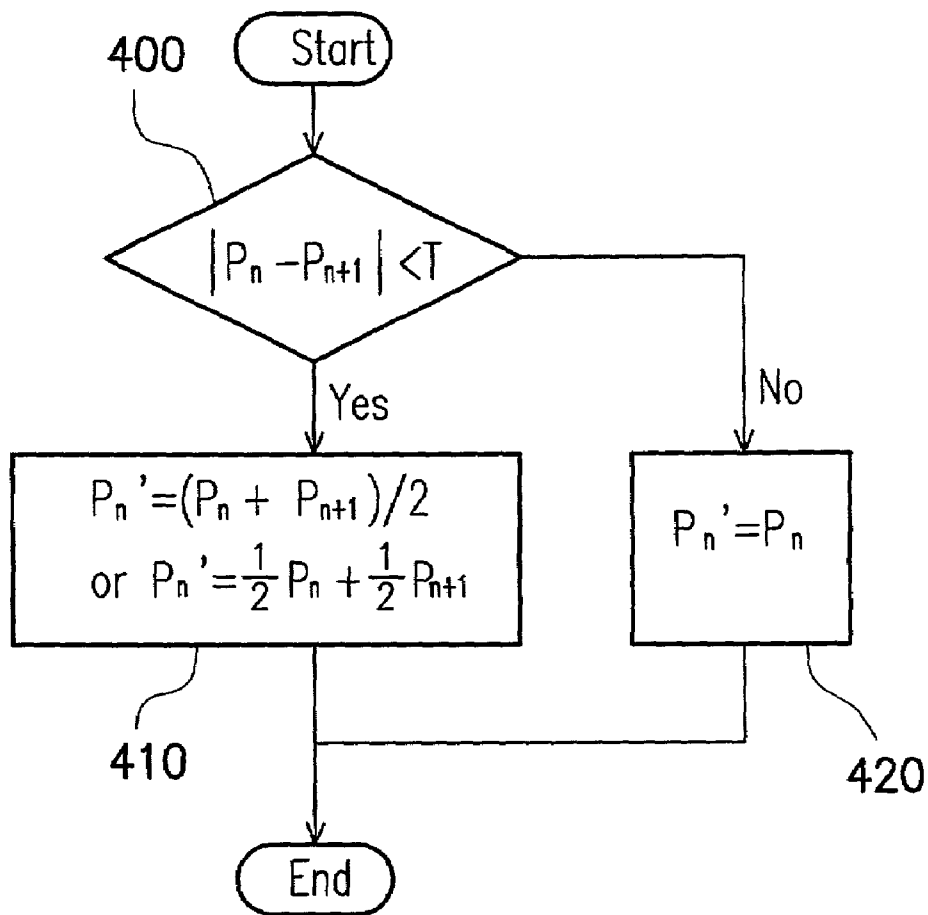 Start
400
|Pn -Pn+1| <T
Yes
No
Pn'=(Pn + Pn+1)/2
or Pn'=1/2 Pn + 1/2 Pn+1
Pn'=Pn
410
420
End